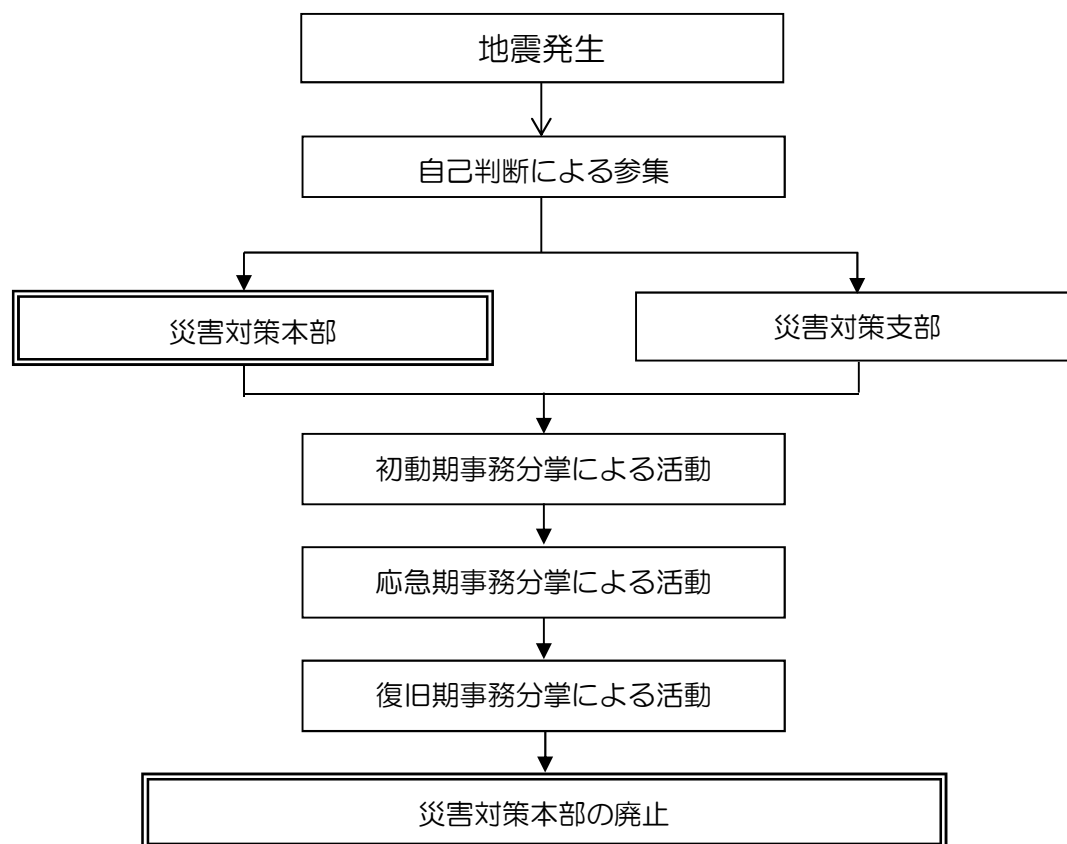 地震発生
自己判断による参集
災害対策本部
災害対策支部
初動期事務分掌による活動
応急期事務分掌による活動
復旧期事務分掌による活動
災害対策本部の廃止